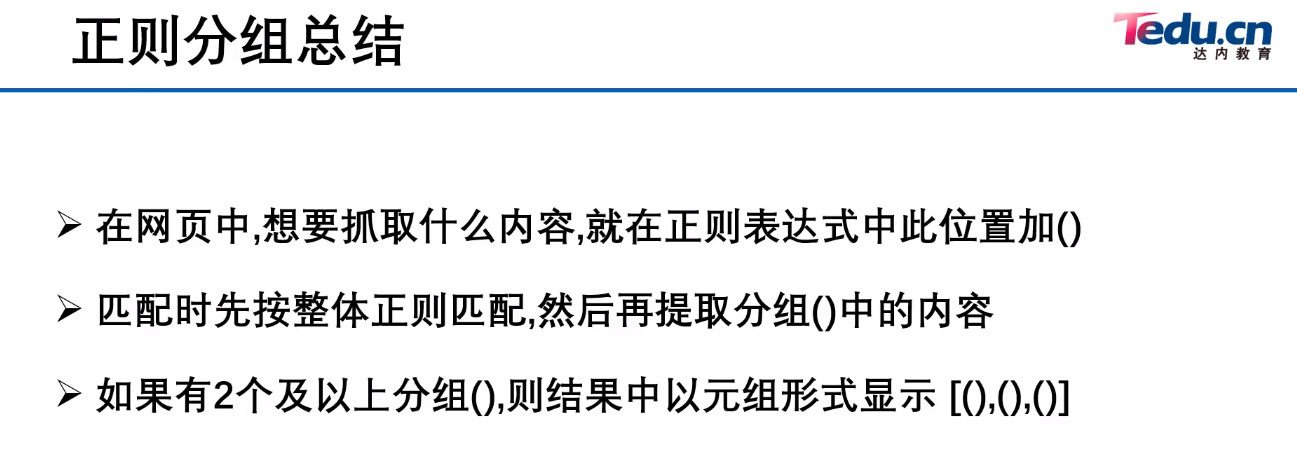 正则分组总结
Tedu.cn
达内教育
在网页中,想要抓取什么内容,就在正则表达式中此位置加()
匹配时先按整体正则匹配,然后再提取分组()中的内容
如果有2个及以上分组(),则结果中以元组形式显示 [(),(),()]